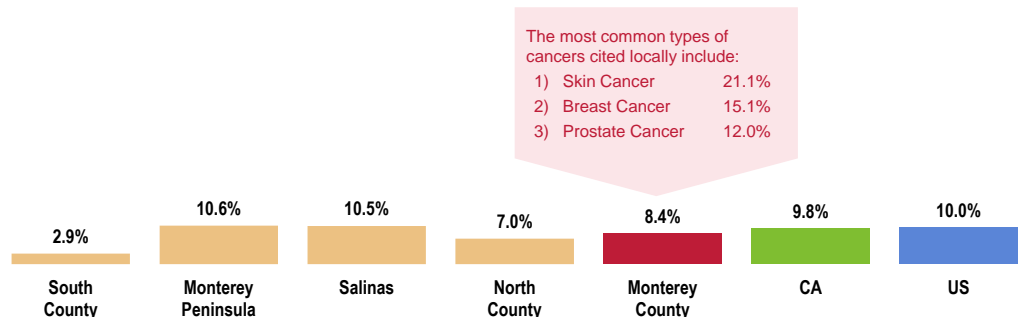 The most common types of
cancers cited locally include:
1) Skin Cancer 21.1%
2) Breast Cancer 15.1%
3) Prostate Cancer 12.0%
2.9%
10.6%
10.5%
7.0%
8.4%
9.8%
10.0%
South
County
Monterey
Peninsula
Salinas
North
County
Monterey
County
CA
US